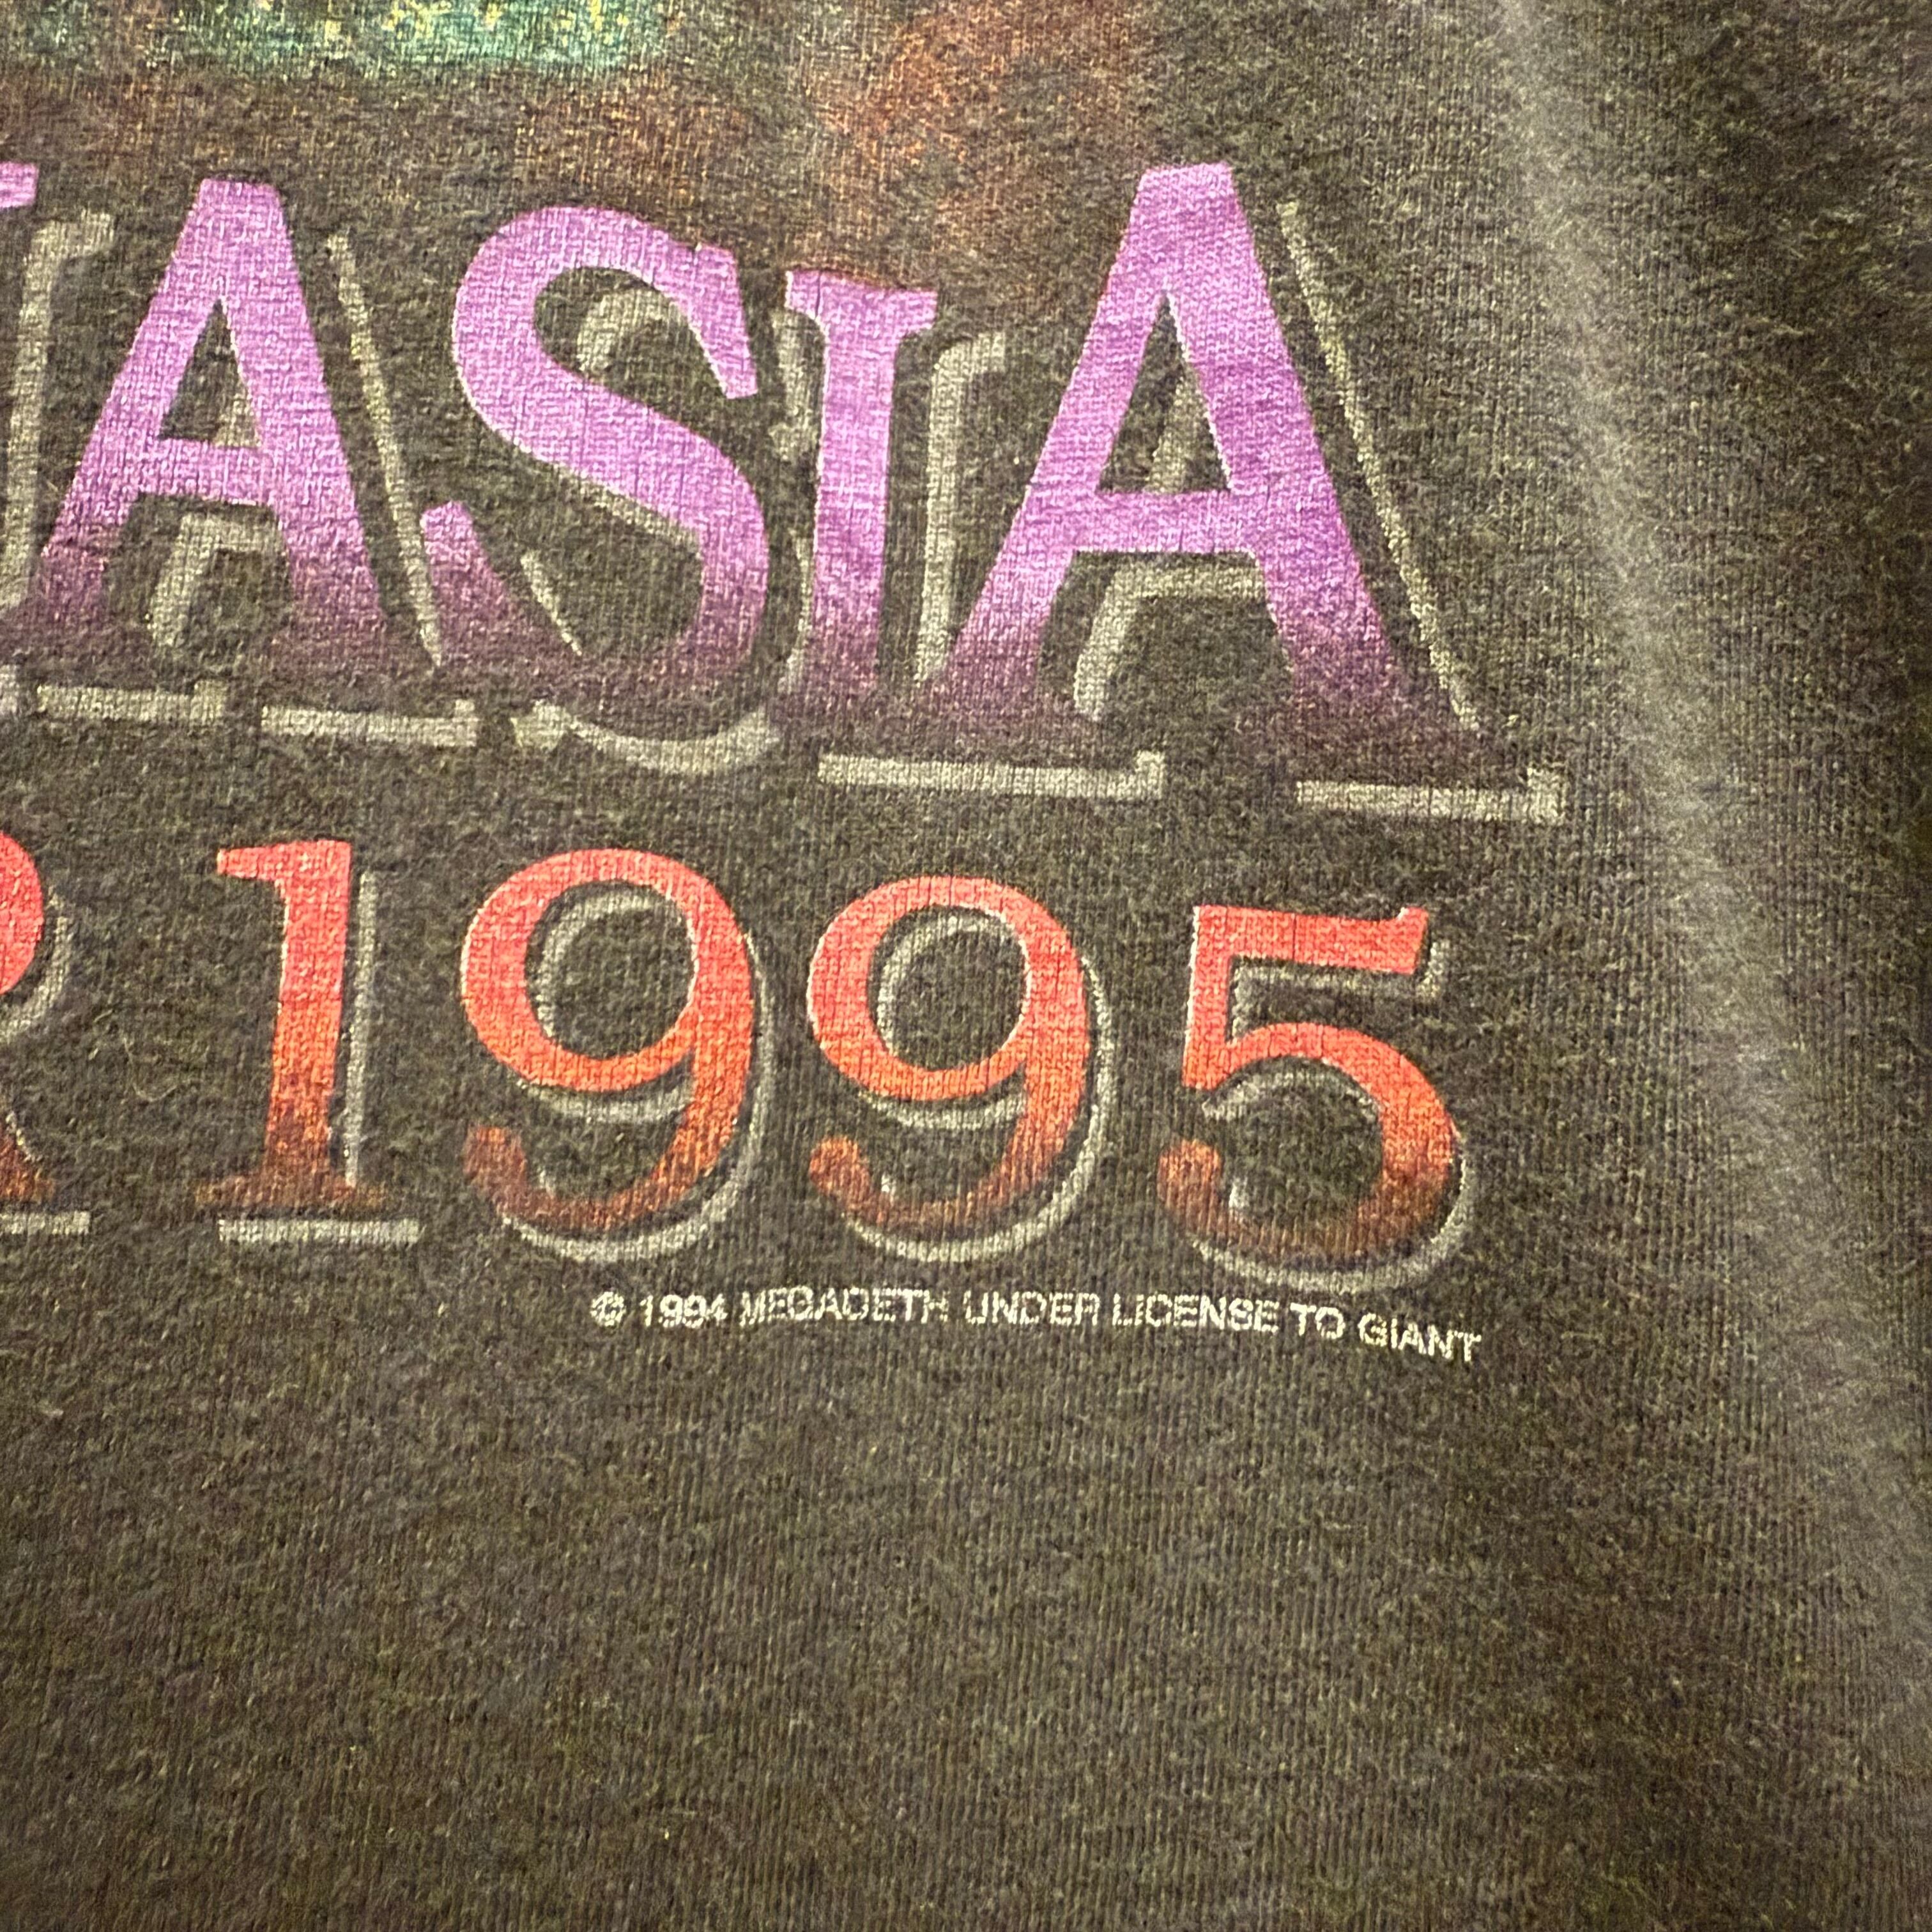 ASIA
R 1995
© 1994 MEGADETH UNDER LICENSE TO GIANT